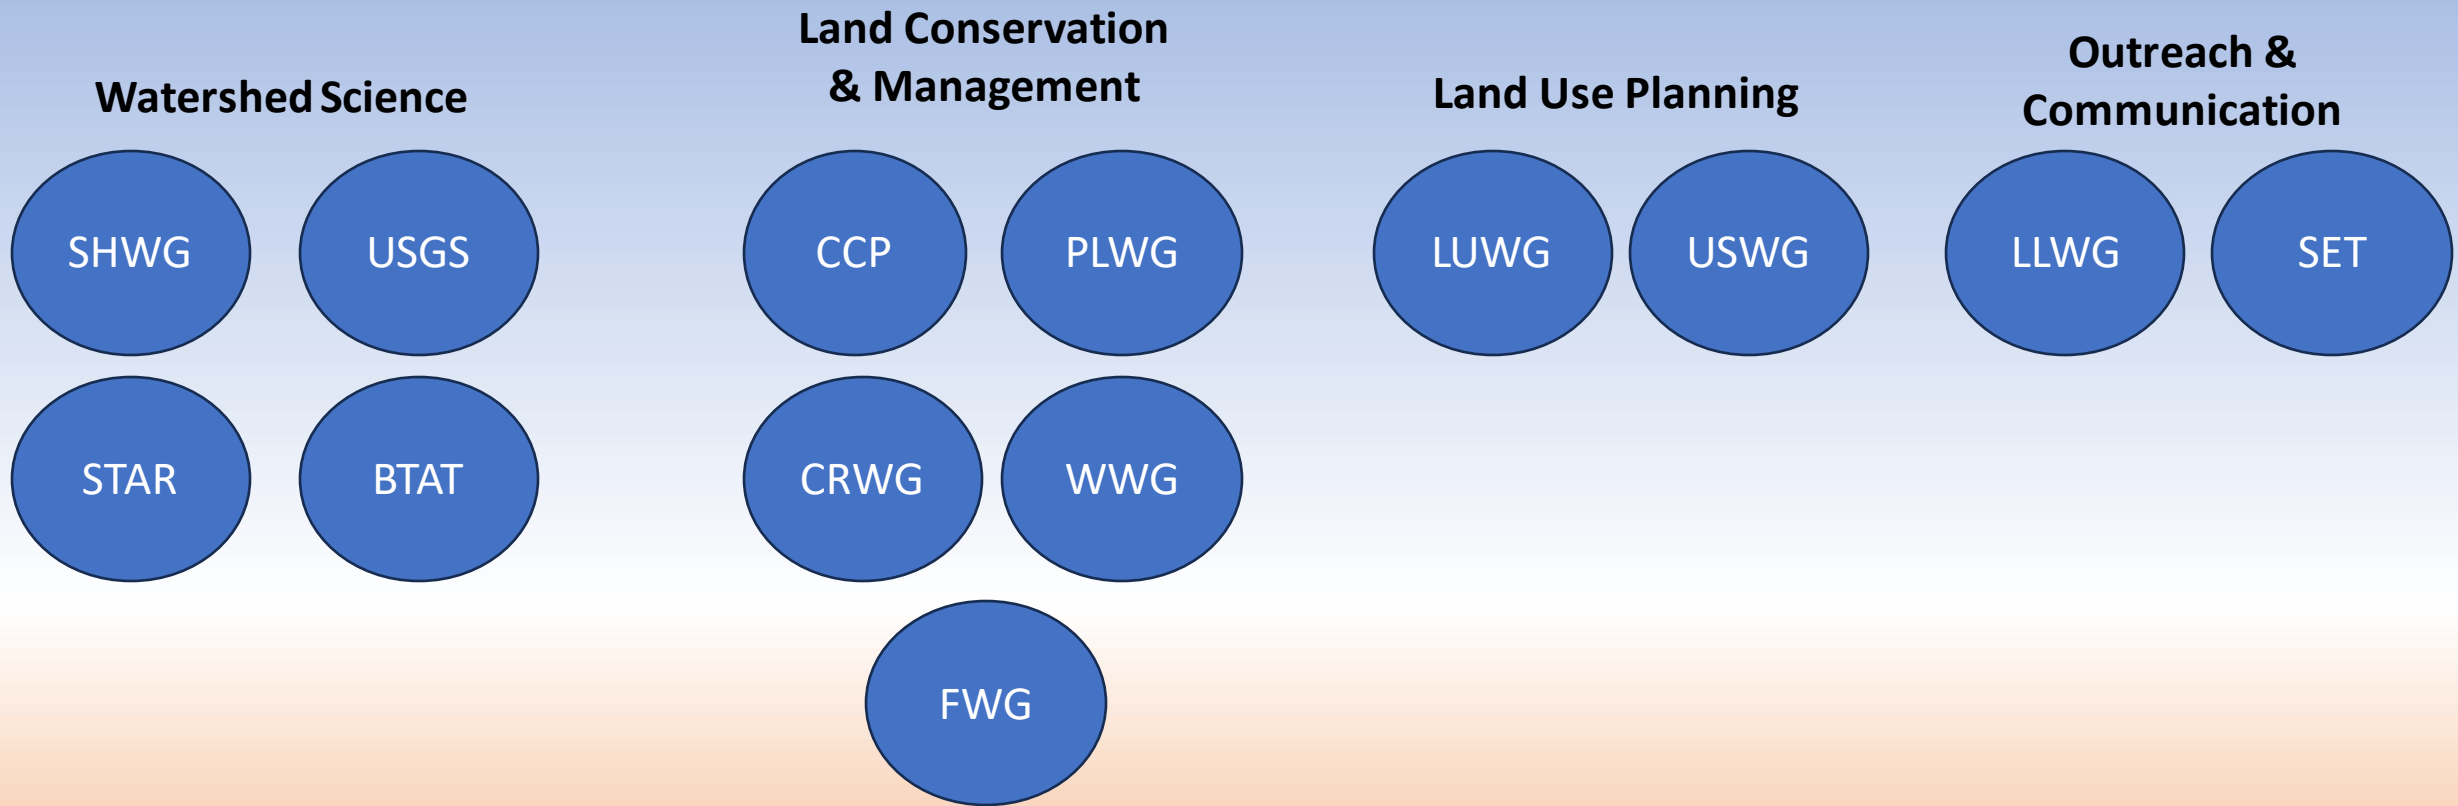 Watershed Science
Land Conservation
& Management
Land Use Planning
Outreach &
Communication
SHWG
USGS
CCP
PLWG
LUWG
USWG
LLWG
SET
STAR
BTAT
CRWG
WWG
FWG